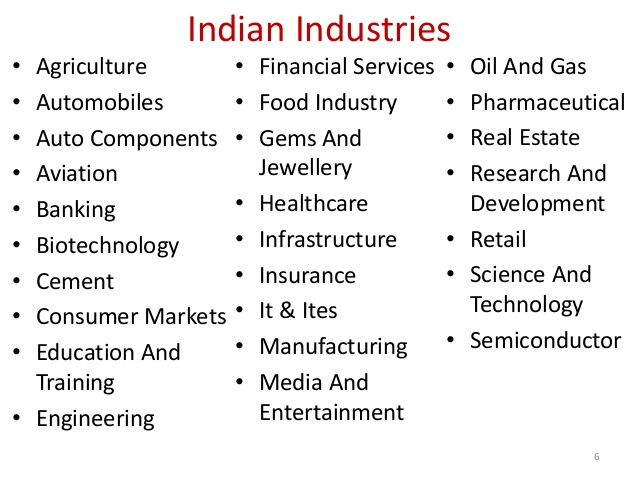 Indian Industries
• Agriculture
• Automobiles
• Auto Components
• Aviation
• Banking
• Biotechnology
• Cement
• Consumer Markets
• Education And
Training
• Engineering
• Financial Services
• Food Industry
• Gems And
Jewellery
• Healthcare
• Infrastructure
• Insurance
• It & Ites
• Manufacturing
• Media And
Entertainment
• Oil And Gas
• Pharmaceutical
• Real Estate
• Research And
Development
• Retail
• Science And
Technology
• Semiconductor
6